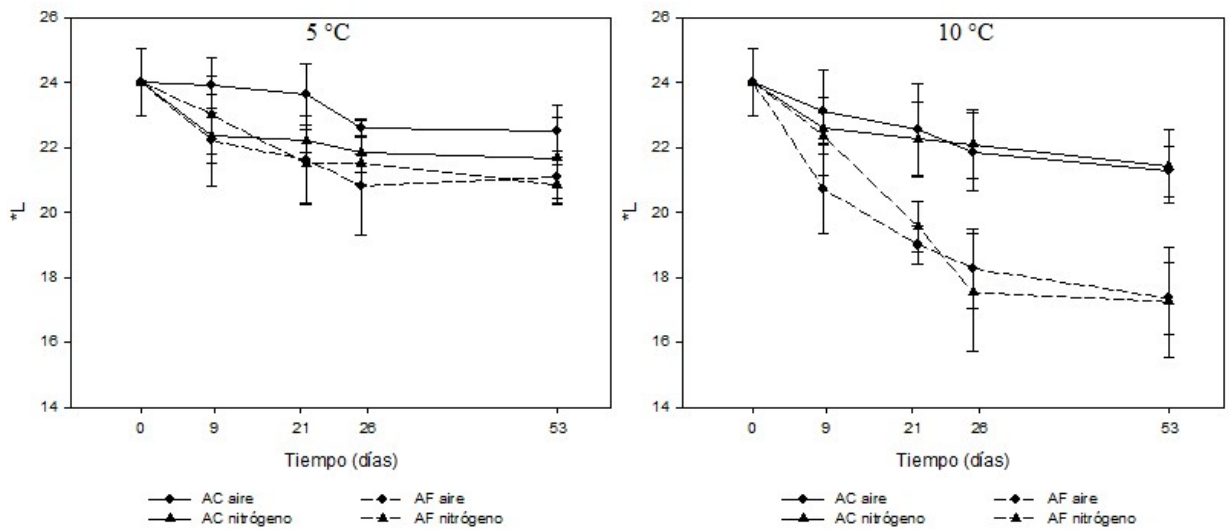 5 °C
26
24
22
20
18
16
14
*L
0 9 21 26 53
Tiempo (días)
AC aire AF aire
AC nitrógeno AF nitrógeno
10 °C
26
24
22
20
18
16
14
*L
0 9 21 26 53
Tiempo (días)
AC aire AF aire
AC nitrógeno AF nitrógeno